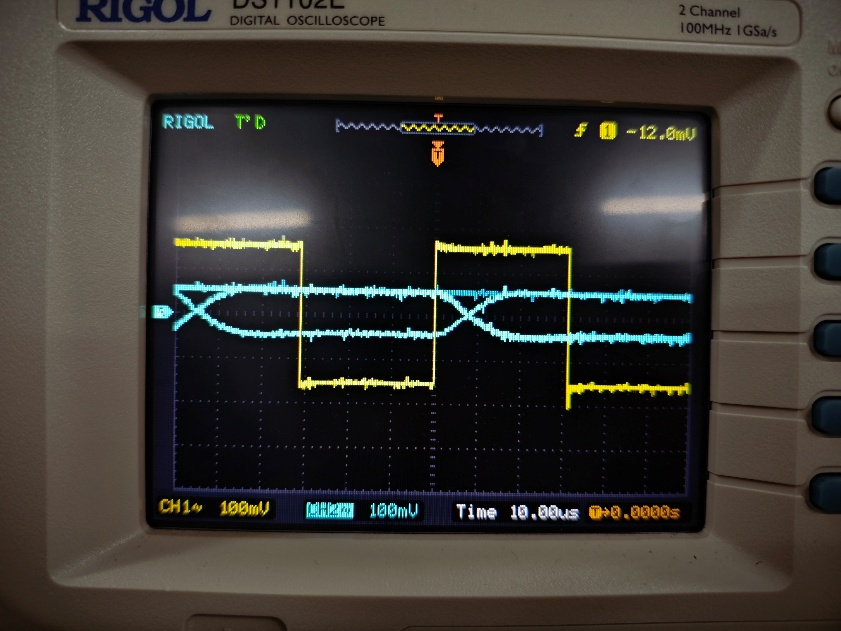 RIGOL DS1102E
DIGITAL OSCILLOSCOPE
2 Channel
100MHz 1GSa/s
RIGOL T'D
T
1 -12.0mV
T
CH1~ 100mV 100mV Time 10.00us T→0.0000s